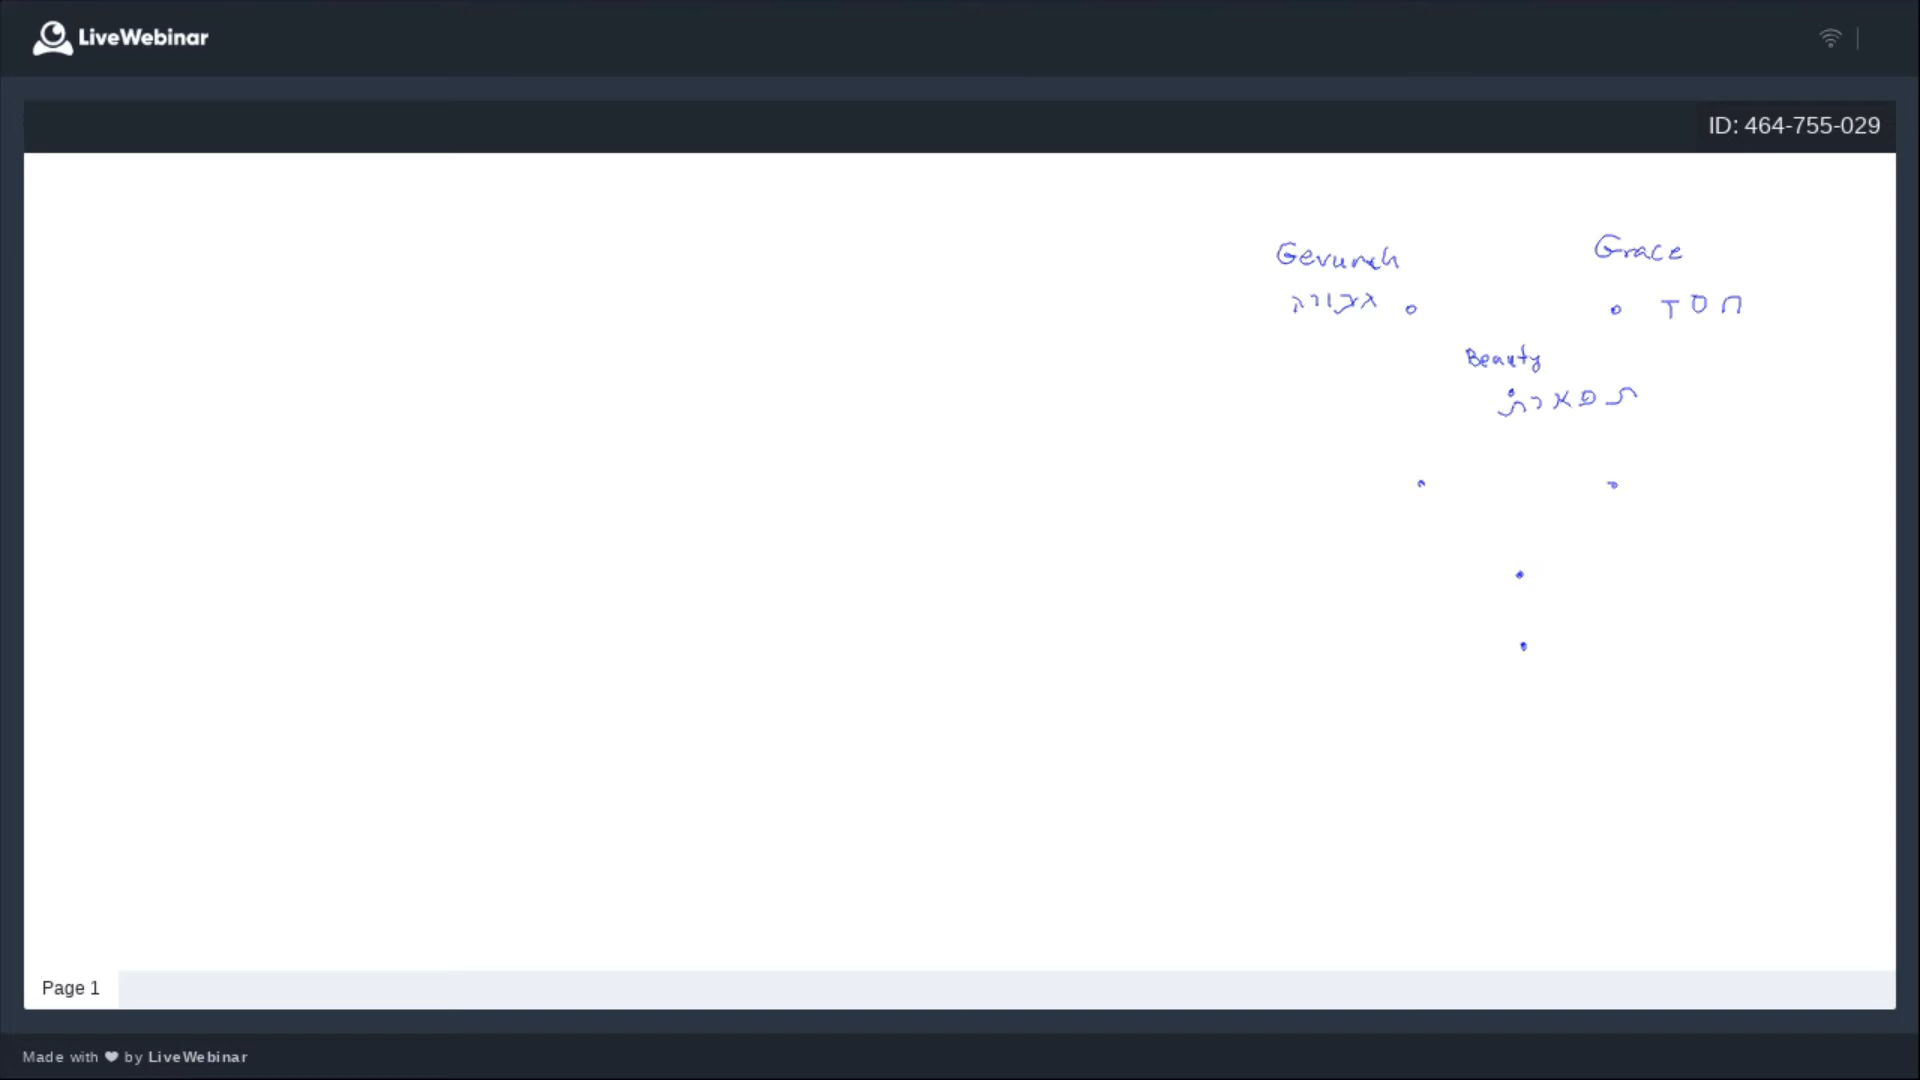 LiveWebinar
ID: 464-755-029
Gevurah
Grace
גבורה
חסד
Beauty
תפארת
Page 1
Made with ❤ by LiveWebinar